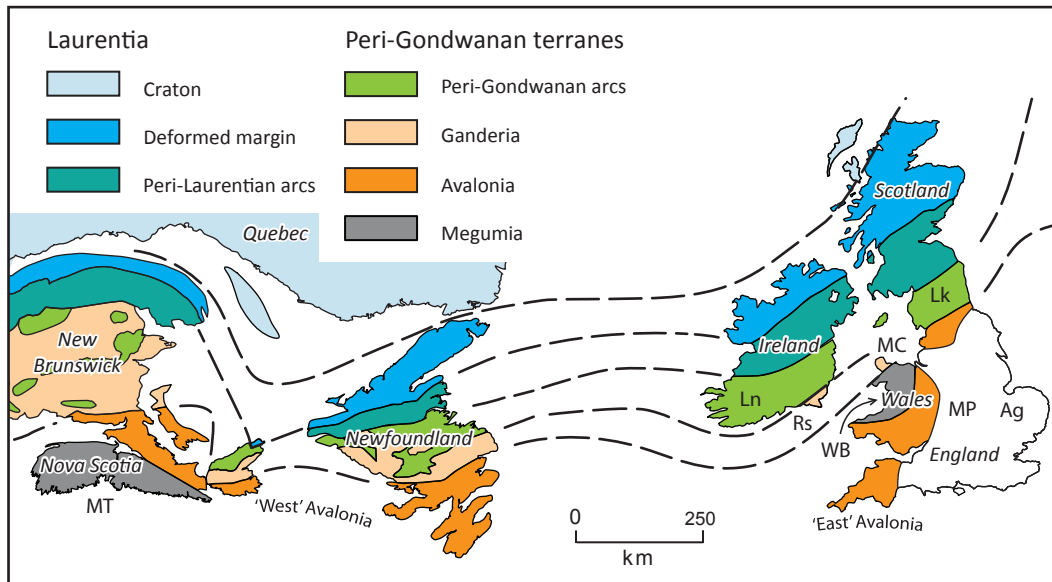 Laurentia
Craton
Deformed margin
Peri-Laurentian arcs
Peri-Gondwanan terranes
Peri-Gondwanan arcs
Ganderia
Avalonia
Megumia
Quebec
New
Brunswick
Nova Scotia
MT
'West' Avalonia
Newfoundland
0 250
km
Scotland
Ireland
Ln
Rs
Lk
MC
Wales
WB
MP
Ag
England
'East' Avalonia